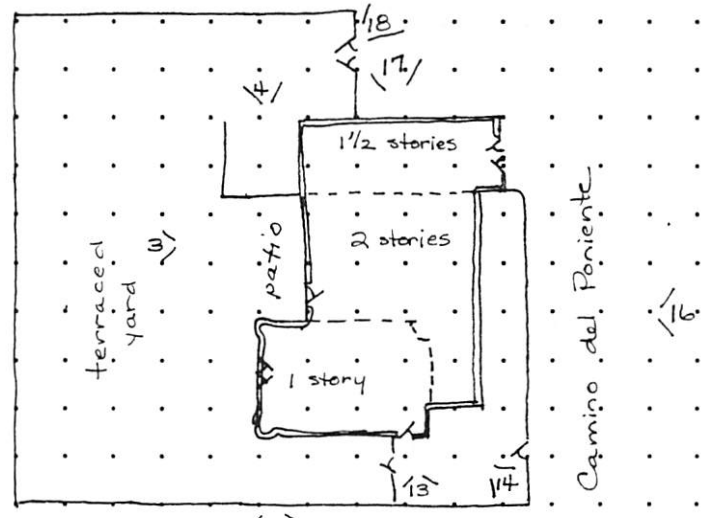 18
17
4
1½ stories
2 stories
patio
3
terraced
yard
Camino del Poniente
16
1 story
13
14